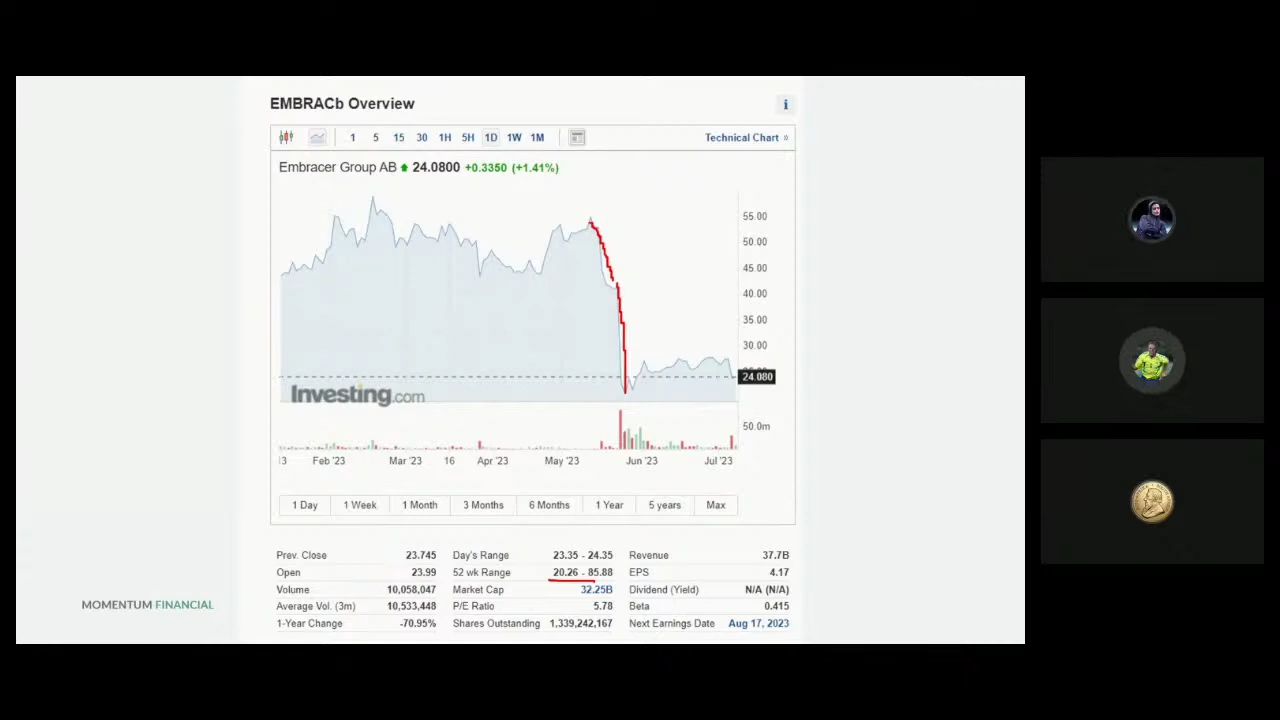 EMBRACb Overview
i
1 5 15 30 1H 5H 1D 1W 1M Technical Chart »
Embracer Group AB 24.0800 +0.3350 (+1.41%)
55.00
50.00
45.00
40.00
35.00
30.00
24.080
Investing.com
50.0m
Feb '23 Mar '23 16 Apr '23 May '23 Jun '23 Jul '23
1 Day 1 Week 1 Month 3 Months 6 Months 1 Year 5 years Max
Prev. Close 23.745 Day's Range 23.35 - 24.35 Revenue 37.7B
Open 23.99 52 wk Range 20.26 - 85.88 EPS 4.17
Volume 10,058,047 Market Cap 32.25B Dividend (Yield) N/A (N/A)
Average Vol. (3m) 10,533,448 P/E Ratio 5.78 Beta 0.415
1-Year Change -70.95% Shares Outstanding 1,339,242,167 Next Earnings Date Aug 17, 2023
MOMENTUM FINANCIAL